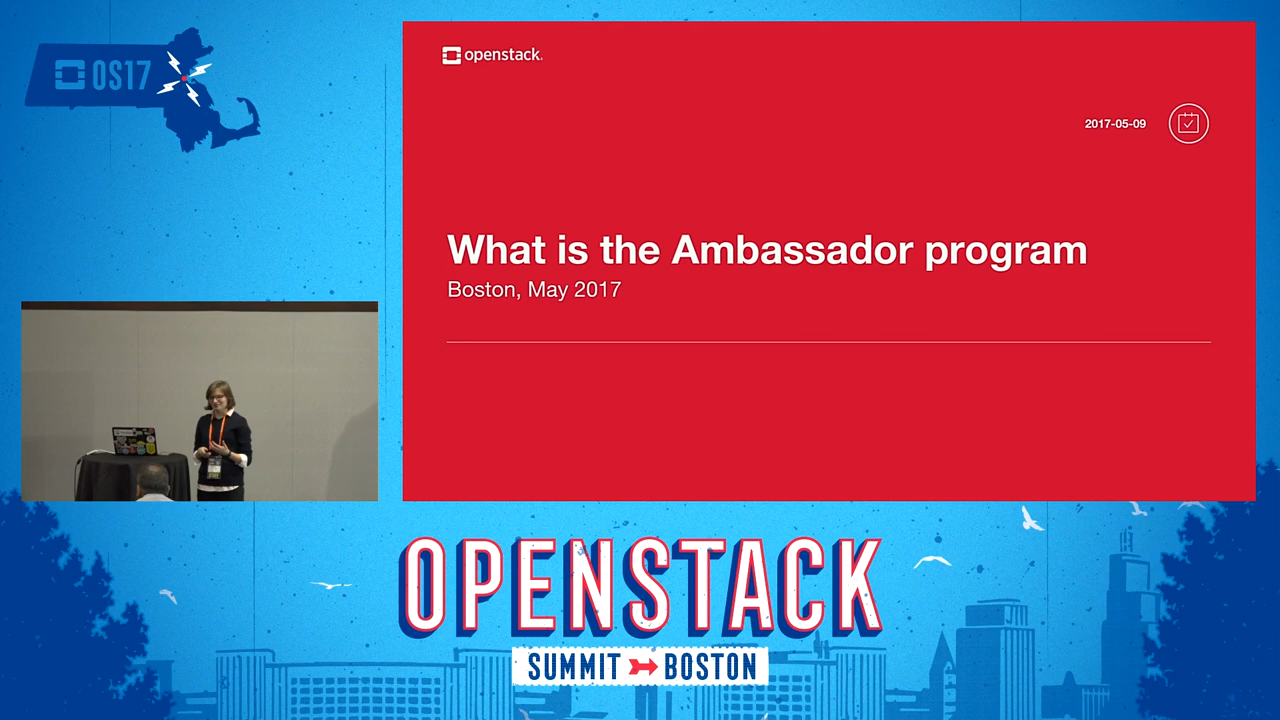 OS17
openstack.
2017-05-09
What is the Ambassador program
Boston, May 2017
OPENSTACK
SUMMIT BOSTON